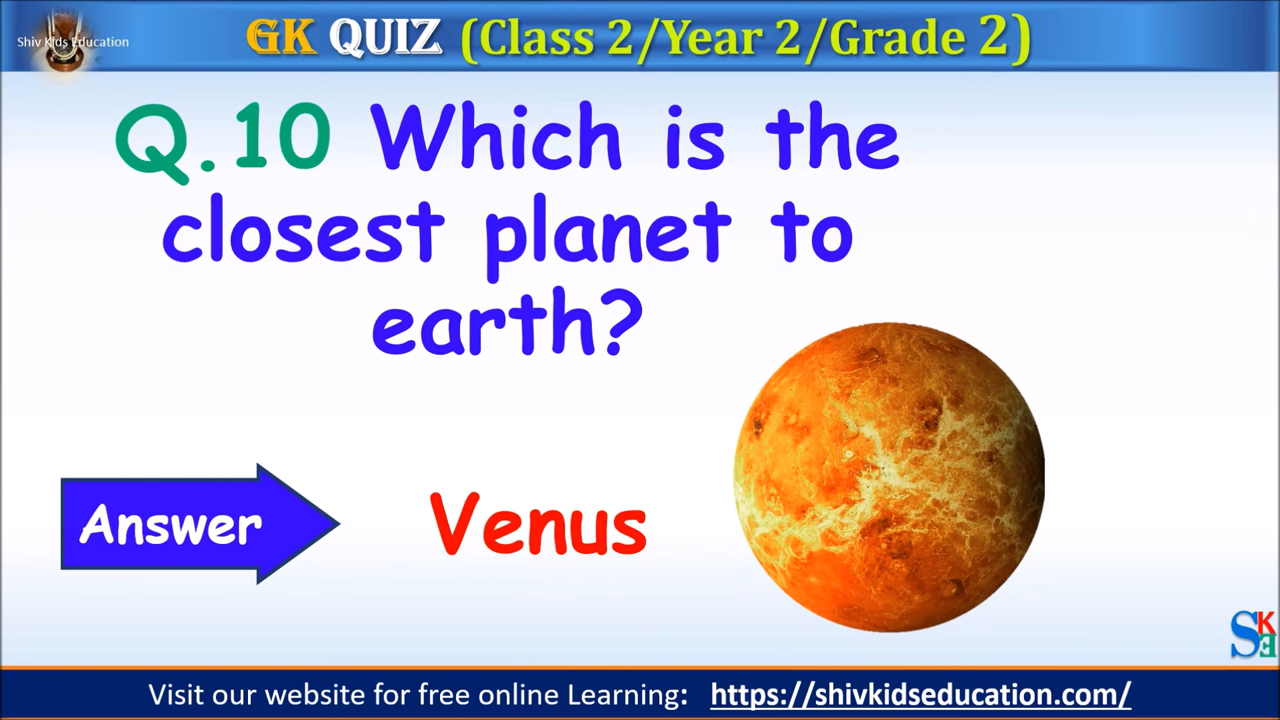 Shiv Kids Education
GK QUIZ (Class 2/Year 2/Grade 2)
Q.10 Which is the
closest planet to
earth?
Answer
Venus
SKE
Visit our website for free online Learning: https://shivkidseducation.com/